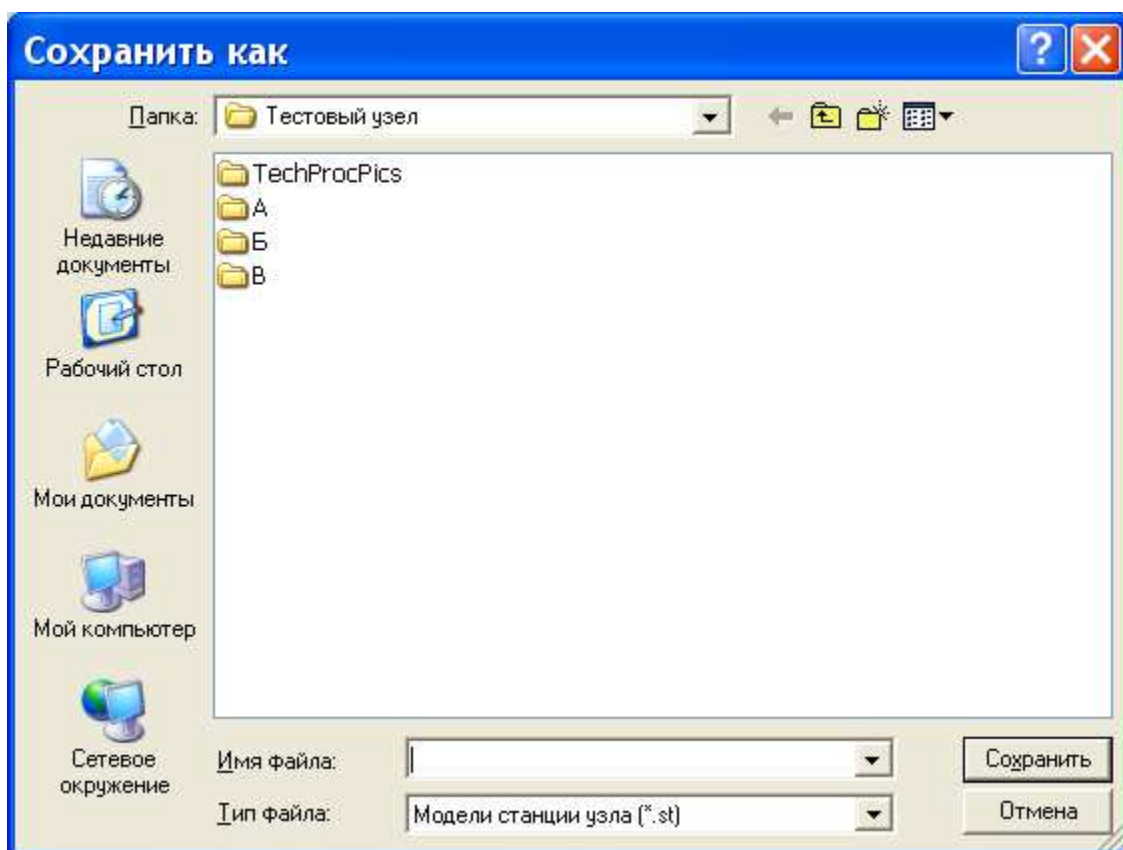 Сохранить как
Папка: Тестовый узел
TechProcPics
А
Б
В
Недавние
документы
Рабочий стол
Мои документы
Мой компьютер
Сетевое
окружение
Имя файла:
Сохранить
Тип файла: Модели станции узла (*.st)
Отмена